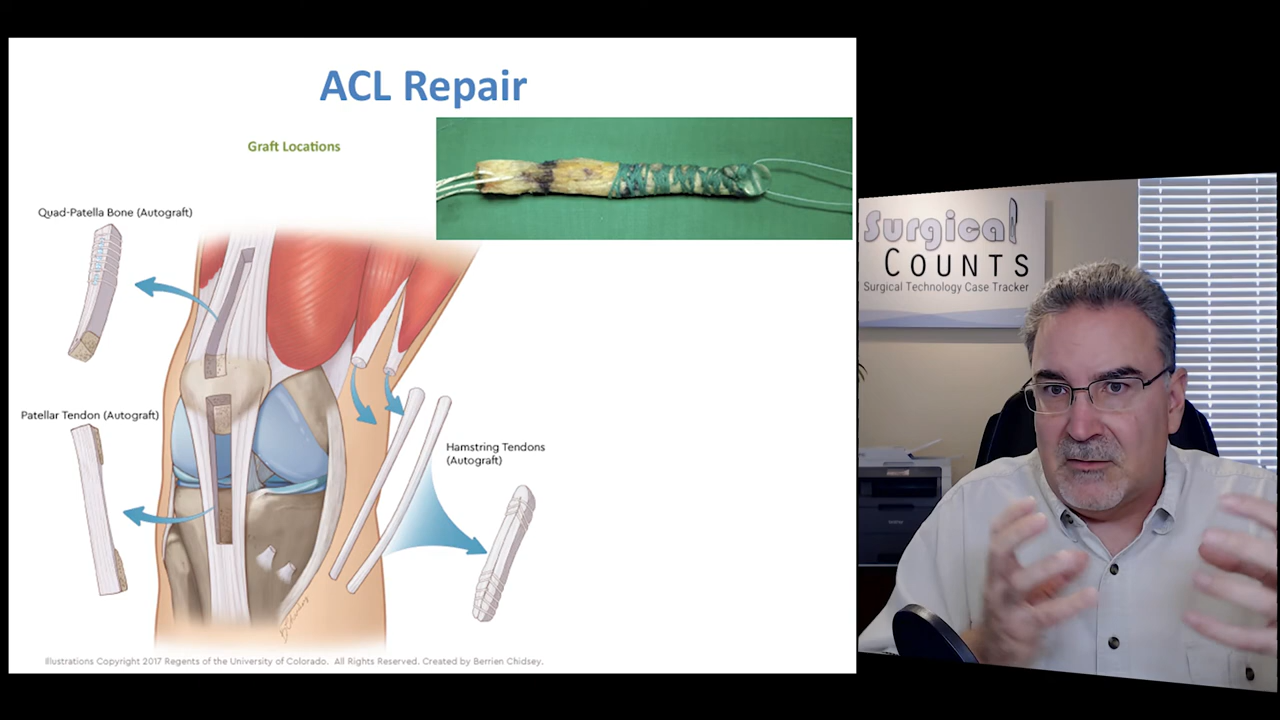 ACL Repair
Graft Locations
Quad-Patella Bone (Autograft)
Patellar Tendon (Autograft)
Hamstring Tendons
(Autograft)
Illustrations Copyright 2017 Regents of the University of Colorado. All Rights Reserved. Created by Berrien Chidsey.
Surgical
COUNTS
Surgical Technology Case Tracker